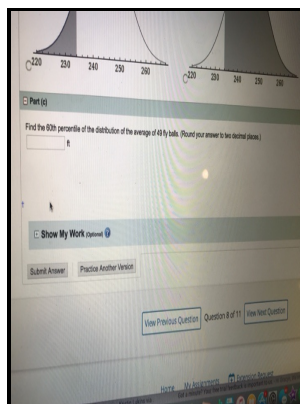 220 230 240 250 260
220 230 240 250 260
Part (c)
Find the 60th percentile of the distribution of the average of 49 fly balls. (Round your answer to two decimal places.)
ft
Show My Work (Optional) ?
Submit Answer Practice Another Version
View Previous Question Question 8 of 11 View Next Question
Home My Assignments Extension Request